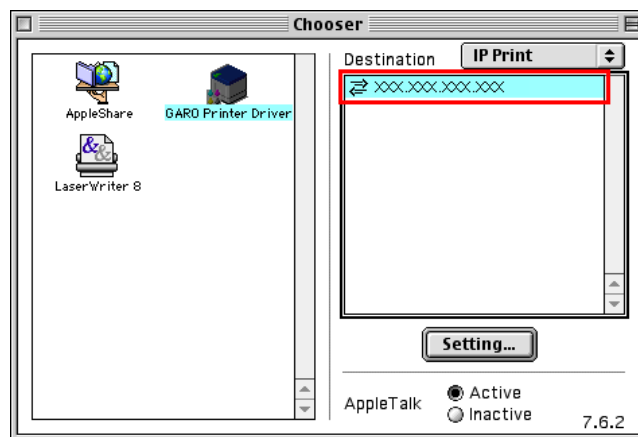 Chooser
AppleShare
GARO Printer Driver
LaserWriter 8
Destination IP Print
XXX.XXX.XXX.XXX
Setting...
AppleTalk
Active
Inactive
7.6.2